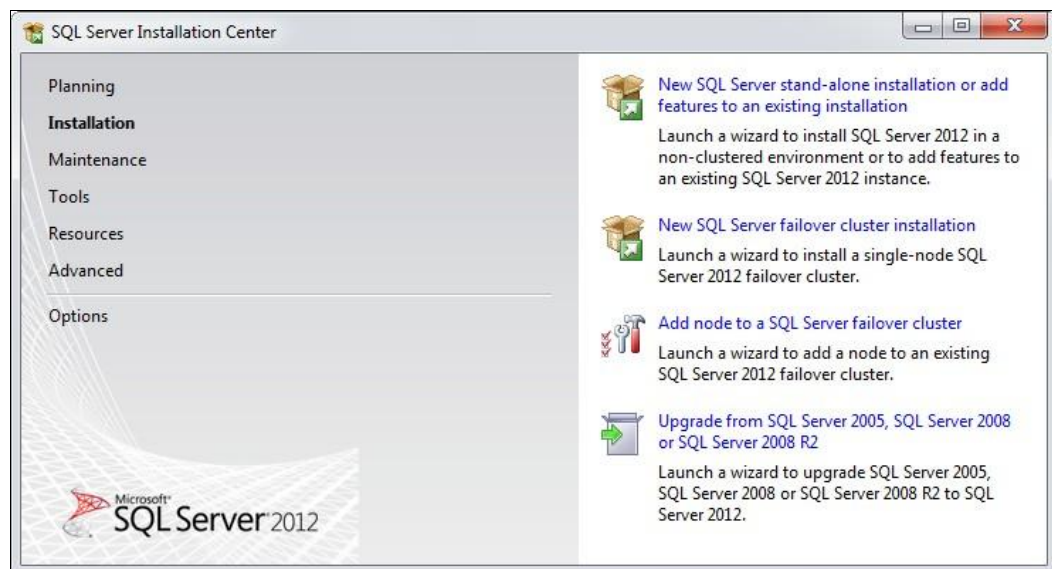 SQL Server Installation Center
Planning
Installation
Maintenance
Tools
Resources
Advanced
Options
Microsoft®
SQL Server® 2012
New SQL Server stand-alone installation or add
features to an existing installation
Launch a wizard to install SQL Server 2012 in a
non-clustered environment or to add features to
an existing SQL Server 2012 instance.
New SQL Server failover cluster installation
Launch a wizard to install a single-node SQL
Server 2012 failover cluster.
Add node to a SQL Server failover cluster
Launch a wizard to add a node to an existing
SQL Server 2012 failover cluster.
Upgrade from SQL Server 2005, SQL Server 2008
or SQL Server 2008 R2
Launch a wizard to upgrade SQL Server 2005,
SQL Server 2008 or SQL Server 2008 R2 to SQL
Server 2012.